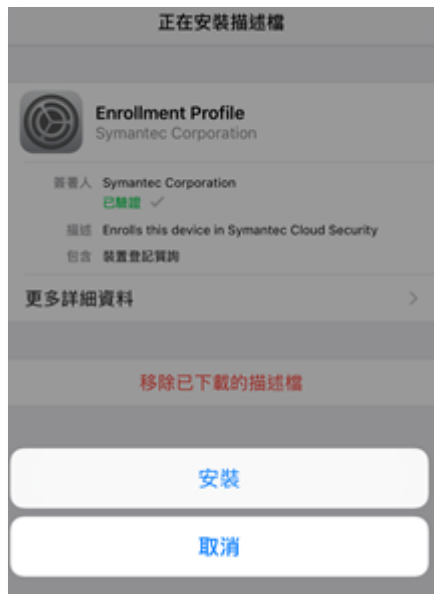 正在安裝描述檔
Enrollment Profile
Symantec Corporation
簽署人 Symantec Corporation
已驗證 ✓
描述 Enrolls this device in Symantec Cloud Security
包含 裝置登記質詢
更多詳細資料
移除已下載的描述檔
安裝
取消